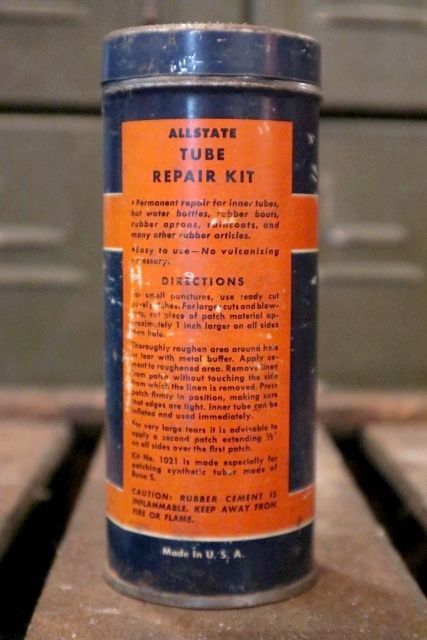 ALLSTATE
TUBE
REPAIR KIT
• Permanent repair for inner tubes,
hot water bottles, rubber boots,
rubber aprons, raincoats, and
many other rubber articles.
• Easy to use—No vulcanizing
necessary.
DIRECTIONS
For small punctures, use ready cut
patches. For larger cuts and blow-
outs, cut piece of patch material ap-
proximately 1 inch larger on all sides
than hole.
Thoroughly roughen area around hole
or tear with metal buffer. Apply ce-
ment to roughened area. Remove linen
from patch without touching the side
from which the linen is removed. Press
patch firmly in position, making sure
that edges are tight. Inner tube can be
inflated and used immediately.
For very large tears it is advisable to
apply a second patch extending ½"
on all sides over the first patch.
Kit No. 1021 is made especially for
patching synthetic tubes made of
Buna S.
CAUTION: RUBBER CEMENT IS
INFLAMMABLE. KEEP AWAY FROM
FIRE OR FLAME.
Made in U. S. A.